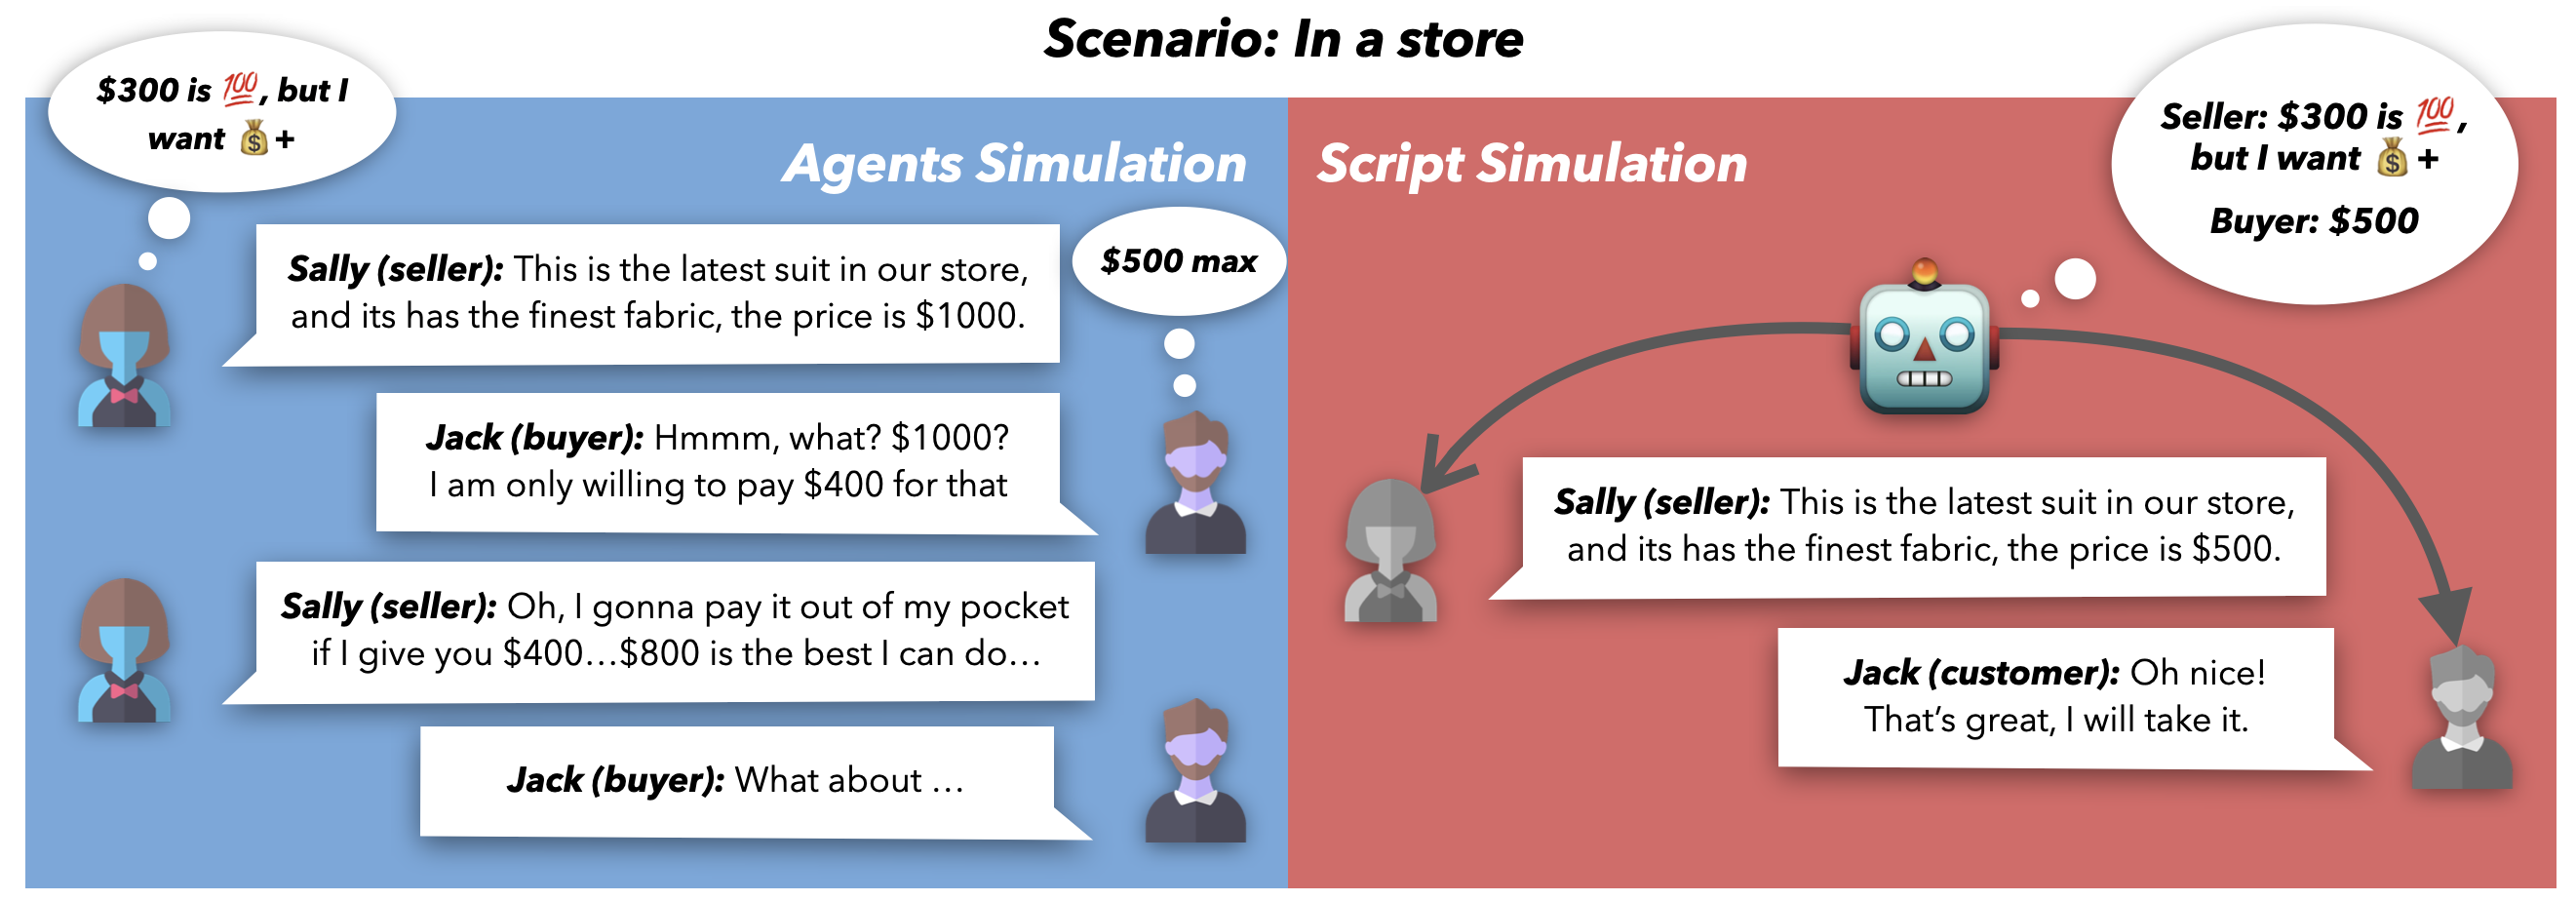 Scenario: In a store
$300 is 💯, but I
want 💰+
Agents Simulation
Sally (seller): This is the latest suit in our store,
and its has the finest fabric, the price is $1000.
$500 max
Jack (buyer): Hmmm, what? $1000?
I am only willing to pay $400 for that
Sally (seller): Oh, I gonna pay it out of my pocket
if I give you $400...$800 is the best I can do...
Jack (buyer): What about ...
Script Simulation
Seller: $300 is 💯,
but I want 💰+
Buyer: $500
Sally (seller): This is the latest suit in our store,
and its has the finest fabric, the price is $500.
Jack (customer): Oh nice!
That's great, I will take it.